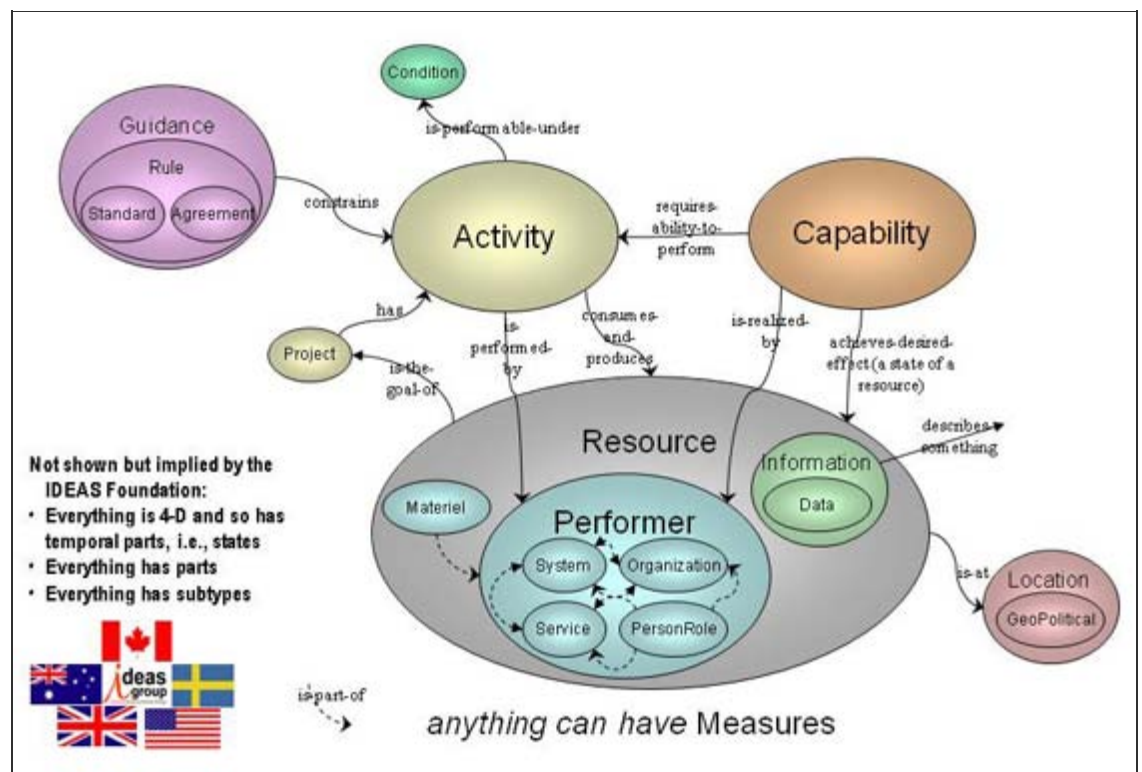 Condition
is-performable-under
Guidance
Rule
Standard
Agreement
constrains
Activity
requires-
ability-to-
perform
Capability
has
Project
is-the-
goal-of
is-
performed-
by
consumes-
and-
produces
is-realized-
by
achieves-desired-
effect (a state of a
resource)
describes-
something
Resource
Information
Data
Materiel
Performer
System
Organization
Service
PersonRole
is-at
Location
GeoPolitical
Not shown but implied by the
IDEAS Foundation:
• Everything is 4-D and so has
temporal parts, i.e., states
• Everything has parts
• Everything has subtypes
ideas
group
is-part-of
anything can have Measures